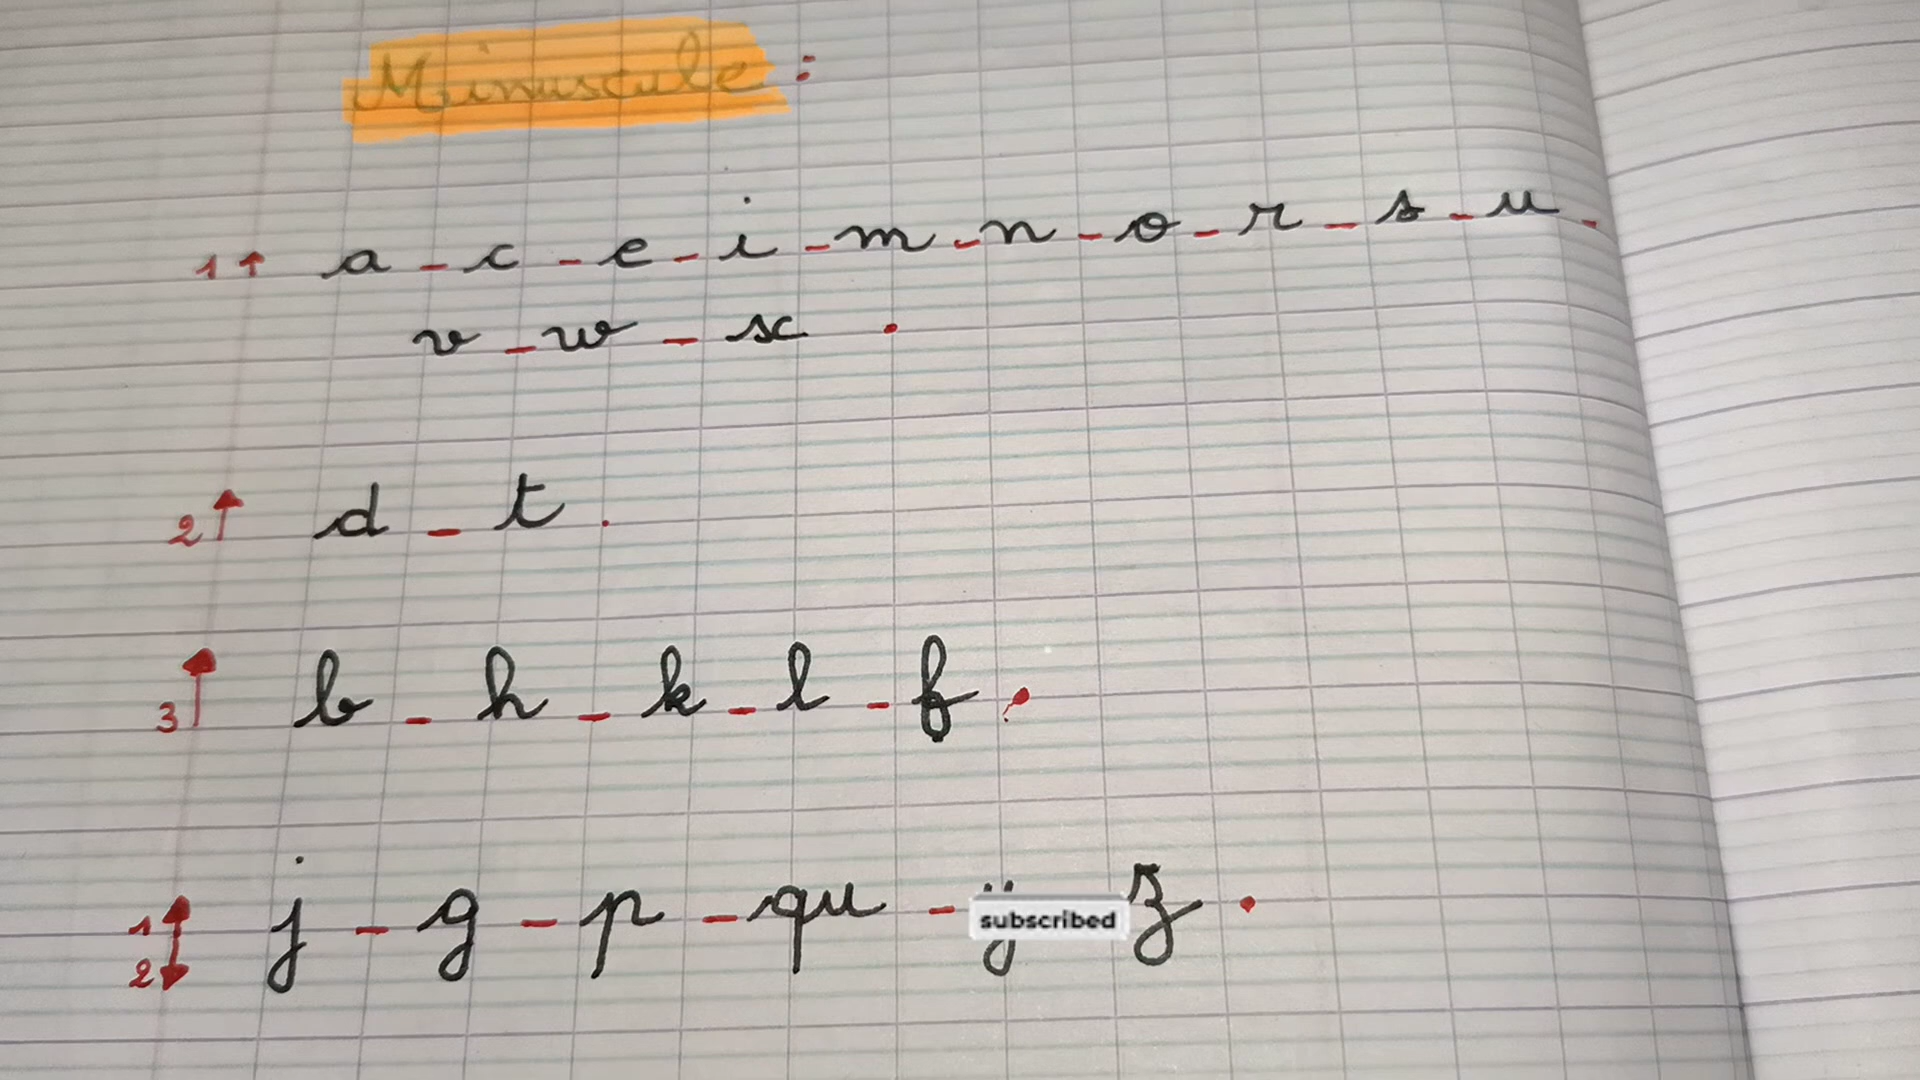 Minuscule :
1↑ a - c - e - i - m - n - o - r - s - u -
v - w - x .
2↑ d - t .
3↑ b - h - k - l - f .
1 2 ↕ j - g - p - qu - ÿ z .
subscribed